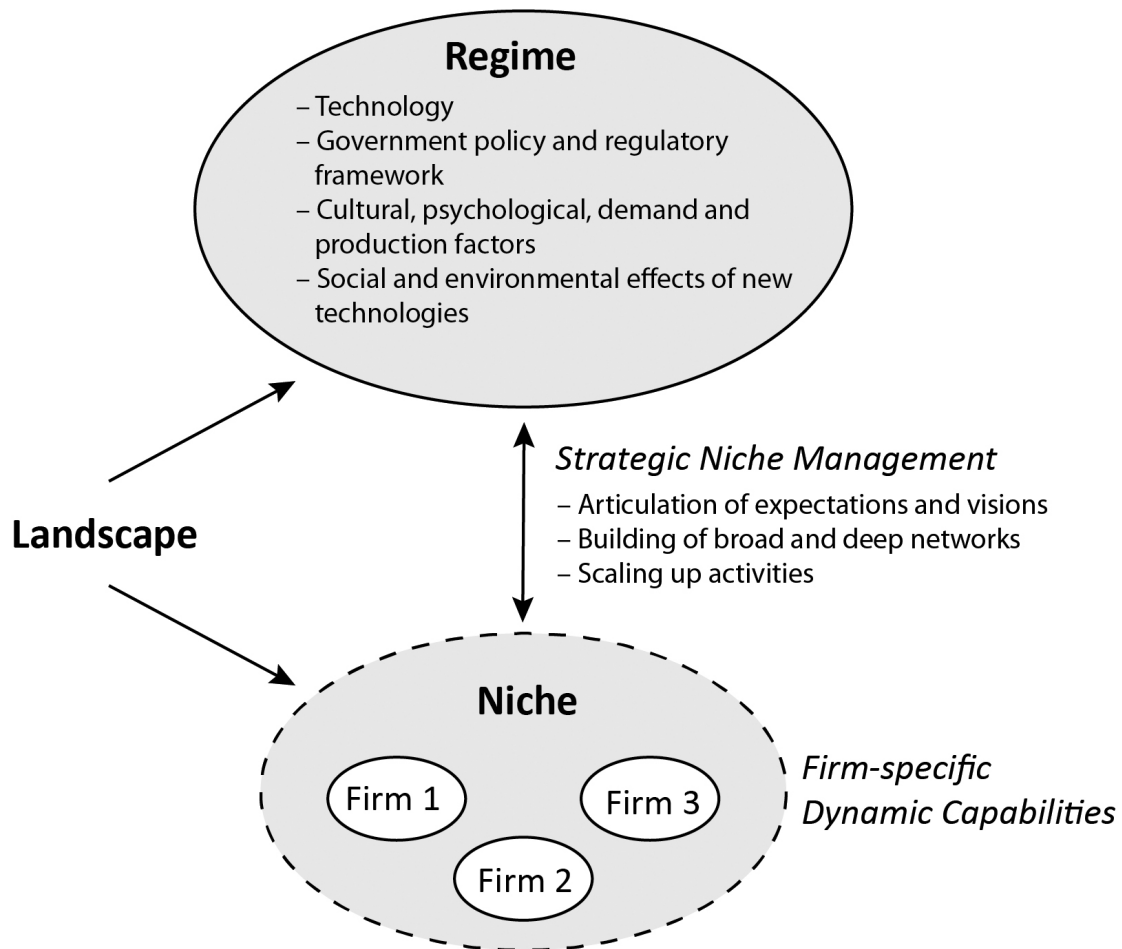 Regime
– Technology
– Government policy and regulatory
framework
– Cultural, psychological, demand and
production factors
– Social and environmental effects of new
technologies
Strategic Niche Management
– Articulation of expectations and visions
– Building of broad and deep networks
– Scaling up activities
Landscape
Niche
Firm 1
Firm 3
Firm 2
Firm-specific
Dynamic Capabilities